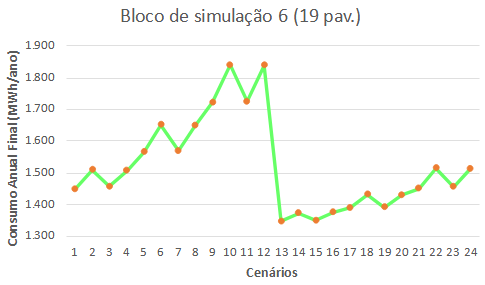 Bloco de simulação 6 (19 pav.)
Consumo Anual Final (MWh/ano)
1.900
1.800
1.700
1.600
1.500
1.400
1.300
1 2 3 4 5 6 7 8 9 10 11 12 13 14 15 16 17 18 19 20 21 22 23 24
Cenários